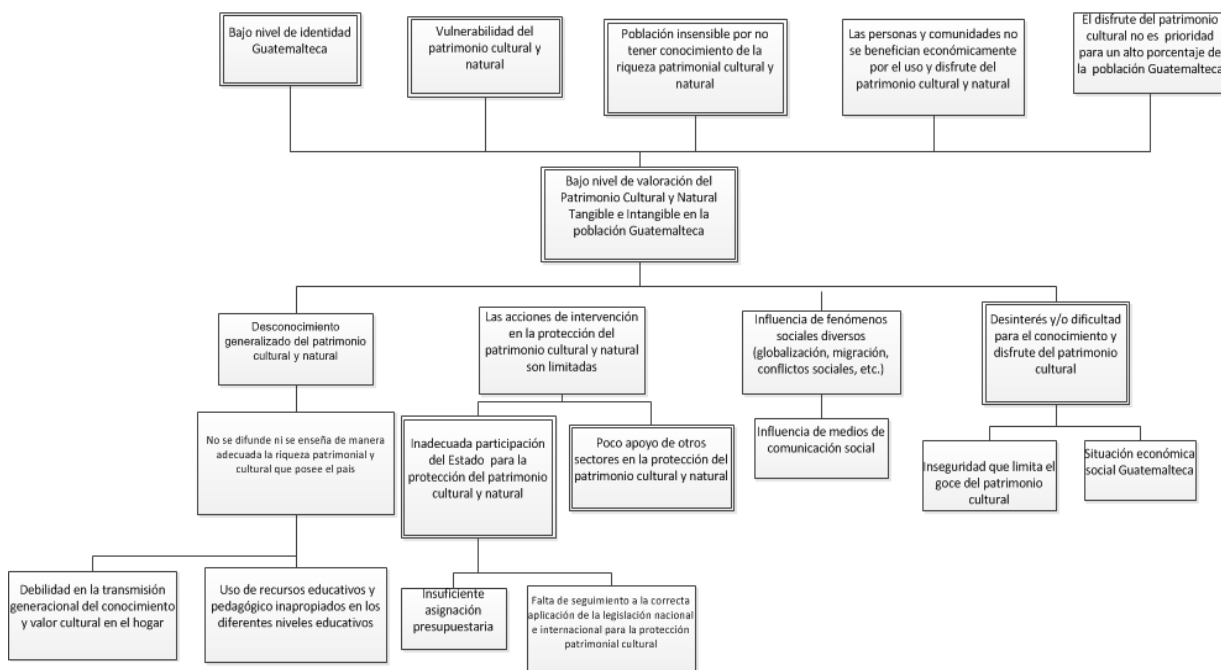 Bajo nivel de identidad
Guatemalteca
Vulnerabilidad del
patrimonio cultural y
natural
Población insensible por no
tener conocimiento de la
riqueza patrimonial cultural y
natural
Las personas y comunidades no
se benefician económicamente
por el uso y disfrute del
patrimonio cultural y natural
El disfrute del patrimonio
cultural no es prioridad
para un alto porcentaje de
la población Guatemalteca
Bajo nivel de valoración del
Patrimonio Cultural y Natural
Tangible e Intangible en la
población Guatemalteca
Desconocimiento
generalizado del patrimonio
cultural y natural
Las acciones de intervención
en la protección del
patrimonio cultural y natural
son limitadas
Influencia de fenómenos
sociales diversos
(globalización, migración,
conflictos sociales, etc.)
Desinterés y/o dificultad
para el conocimiento y
disfrute del patrimonio
cultural
No se difunde ni se enseña de manera
adecuada la riqueza patrimonial y
cultural que posee el país
Inadecuada participación
del Estado para la
protección del patrimonio
cultural y natural
Poco apoyo de otros
sectores en la protección del
patrimonio cultural y natural
Influencia de medios de
comunicación social
Inseguridad que limita el
goce del patrimonio
cultural
Situación económica
social Guatemalteca
Debilidad en la transmisión
generacional del conocimiento
y valor cultural en el hogar
Uso de recursos educativos y
pedagógico inapropiados en los
diferentes niveles educativos
Insuficiente
asignación
presupuestaria
Falta de seguimiento a la correcta
aplicación de la legislación nacional
e internacional para la protección
patrimonial cultural